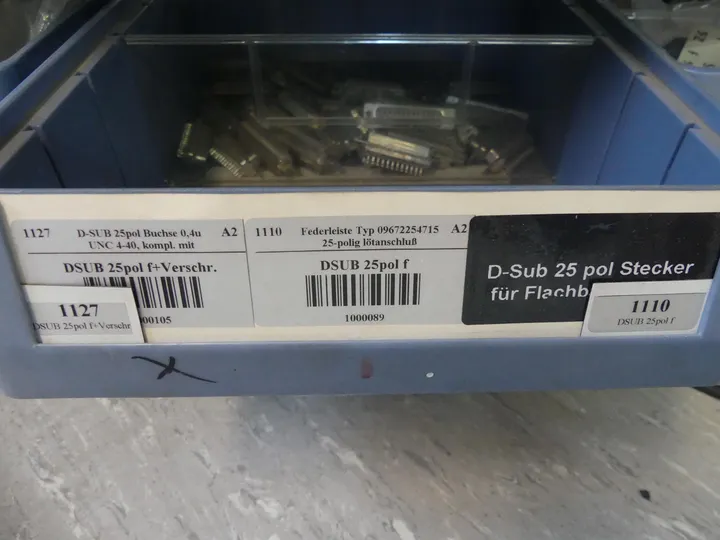 1127 D-SUB 25pol Buchse 0,4u A2
UNC 4-40, kompl. mit
DSUB 25pol f+Verschr.
00105
1127
DSUB 25pol f+Verschr
1110 Federleiste Typ 09672254715 A2
25-polig lötanschluß
DSUB 25pol f
1000089
D-Sub 25 pol Stecker
für Flachb
1110
DSUB 25pol f